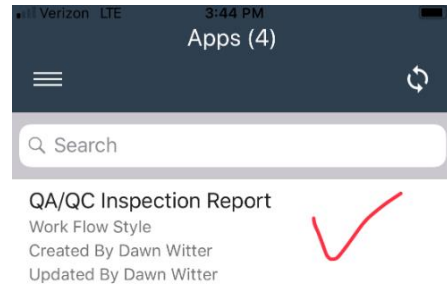 Verizon LTE 3:44 PM
Apps (4)
Search
QA/QC Inspection Report
Work Flow Style
Created By Dawn Witter
Updated By Dawn Witter